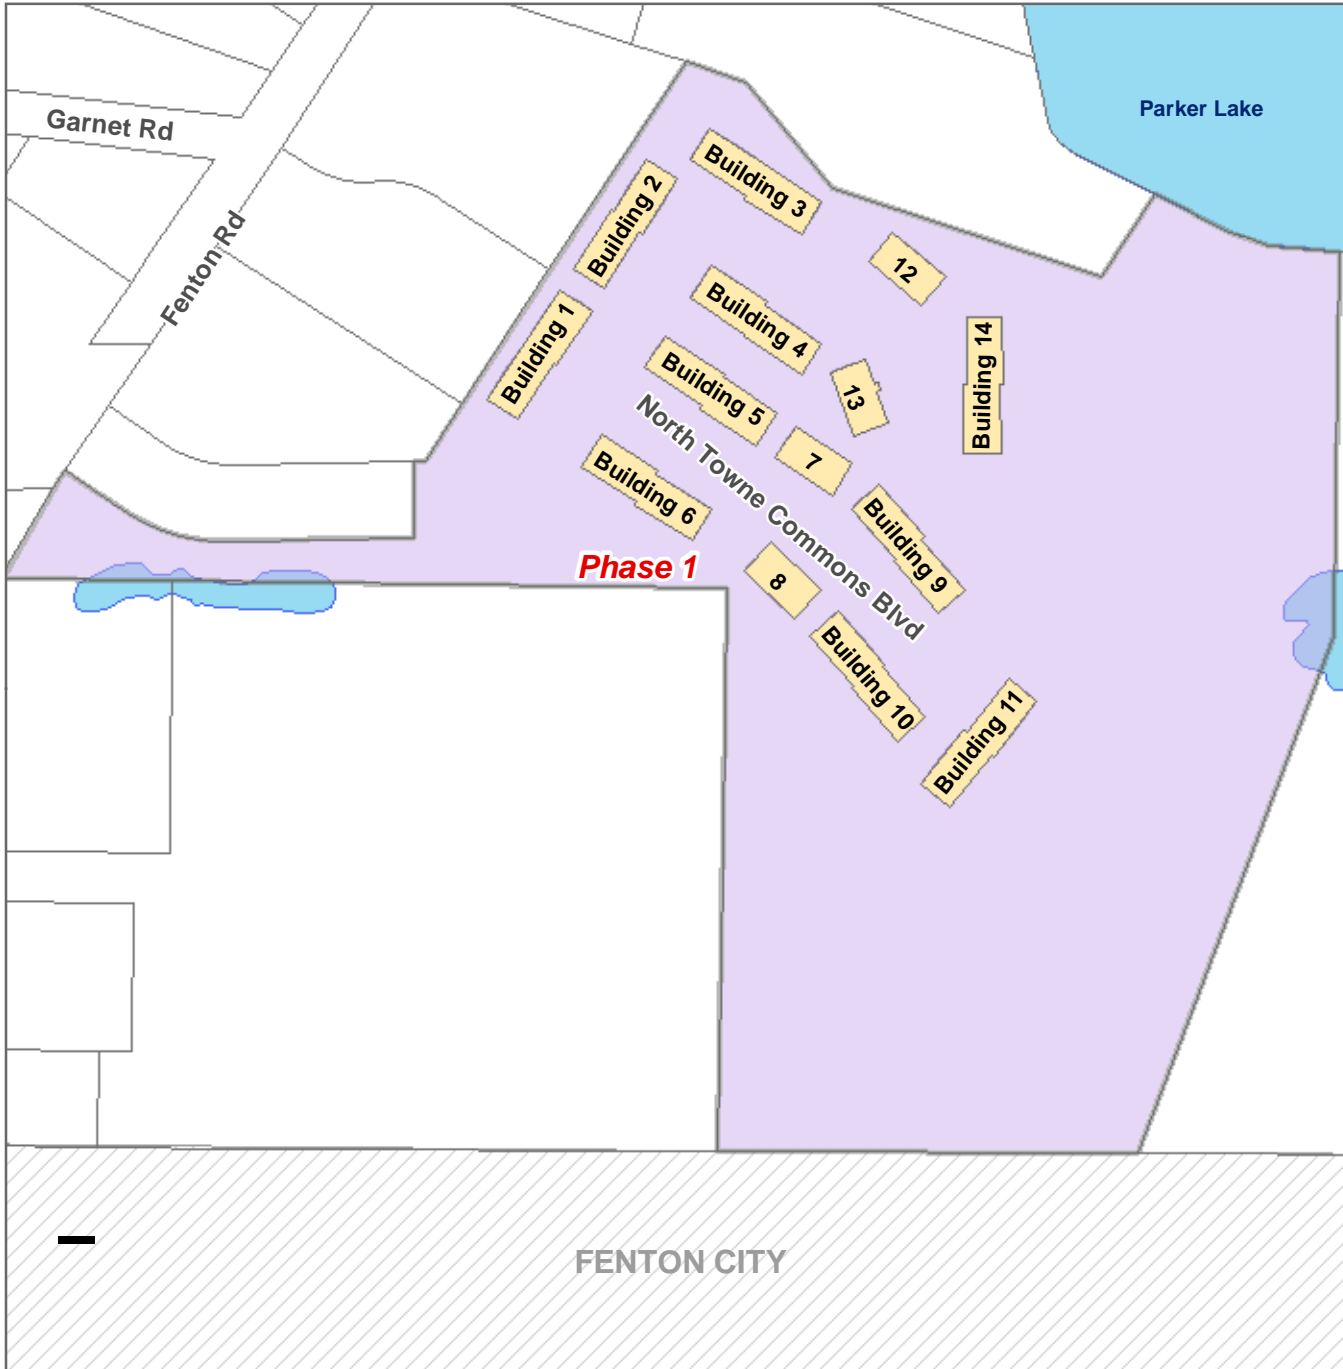 Parker Lake
Garnet Rd
Fenton Rd
Building 3
Building 2
12
Building 4
Building 1
Building 14
Building 5
13
North Towne Commons Blvd
7
Building 6
Building 9
Phase 1
8
Building 10
Building 11
FENTON CITY